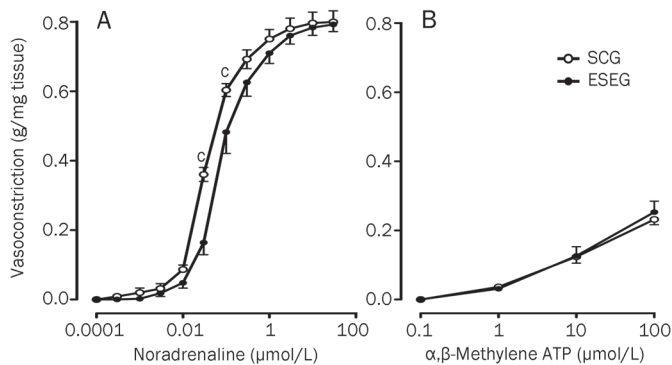 A
B
Vasoconstriction (g/mg tissue)
0.8
0.6
0.4
0.2
0.0
c
c
0.8
0.6
0.4
0.2
0.0
SCG
ESEG
0.0001 0.01 1 100
0.1 1 10 100
Noradrenaline (µmol/L)
α,β-Methylene ATP (µmol/L)